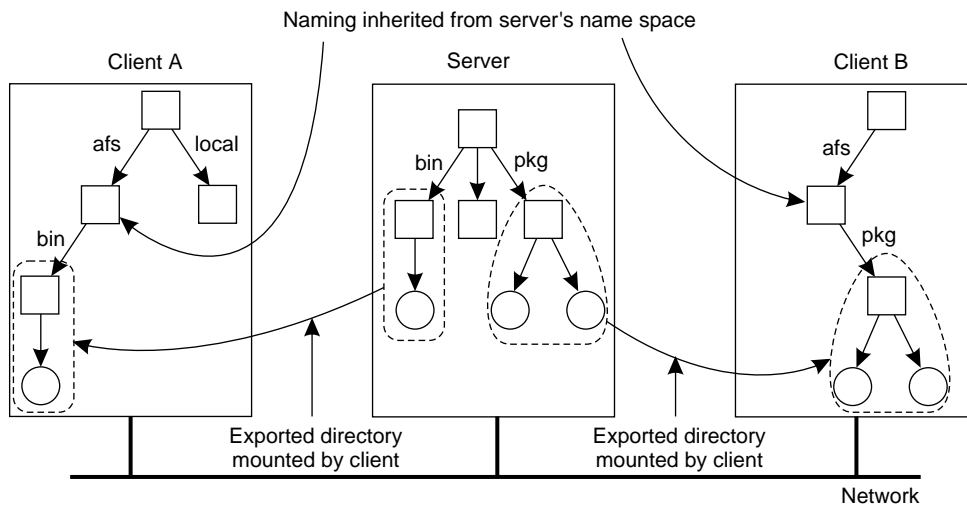 Naming inherited from server's name space
Client A
Server
Client B
afs
local
bin
pkg
afs
bin
pkg
Exported directory
mounted by client
Exported directory
mounted by client
Network